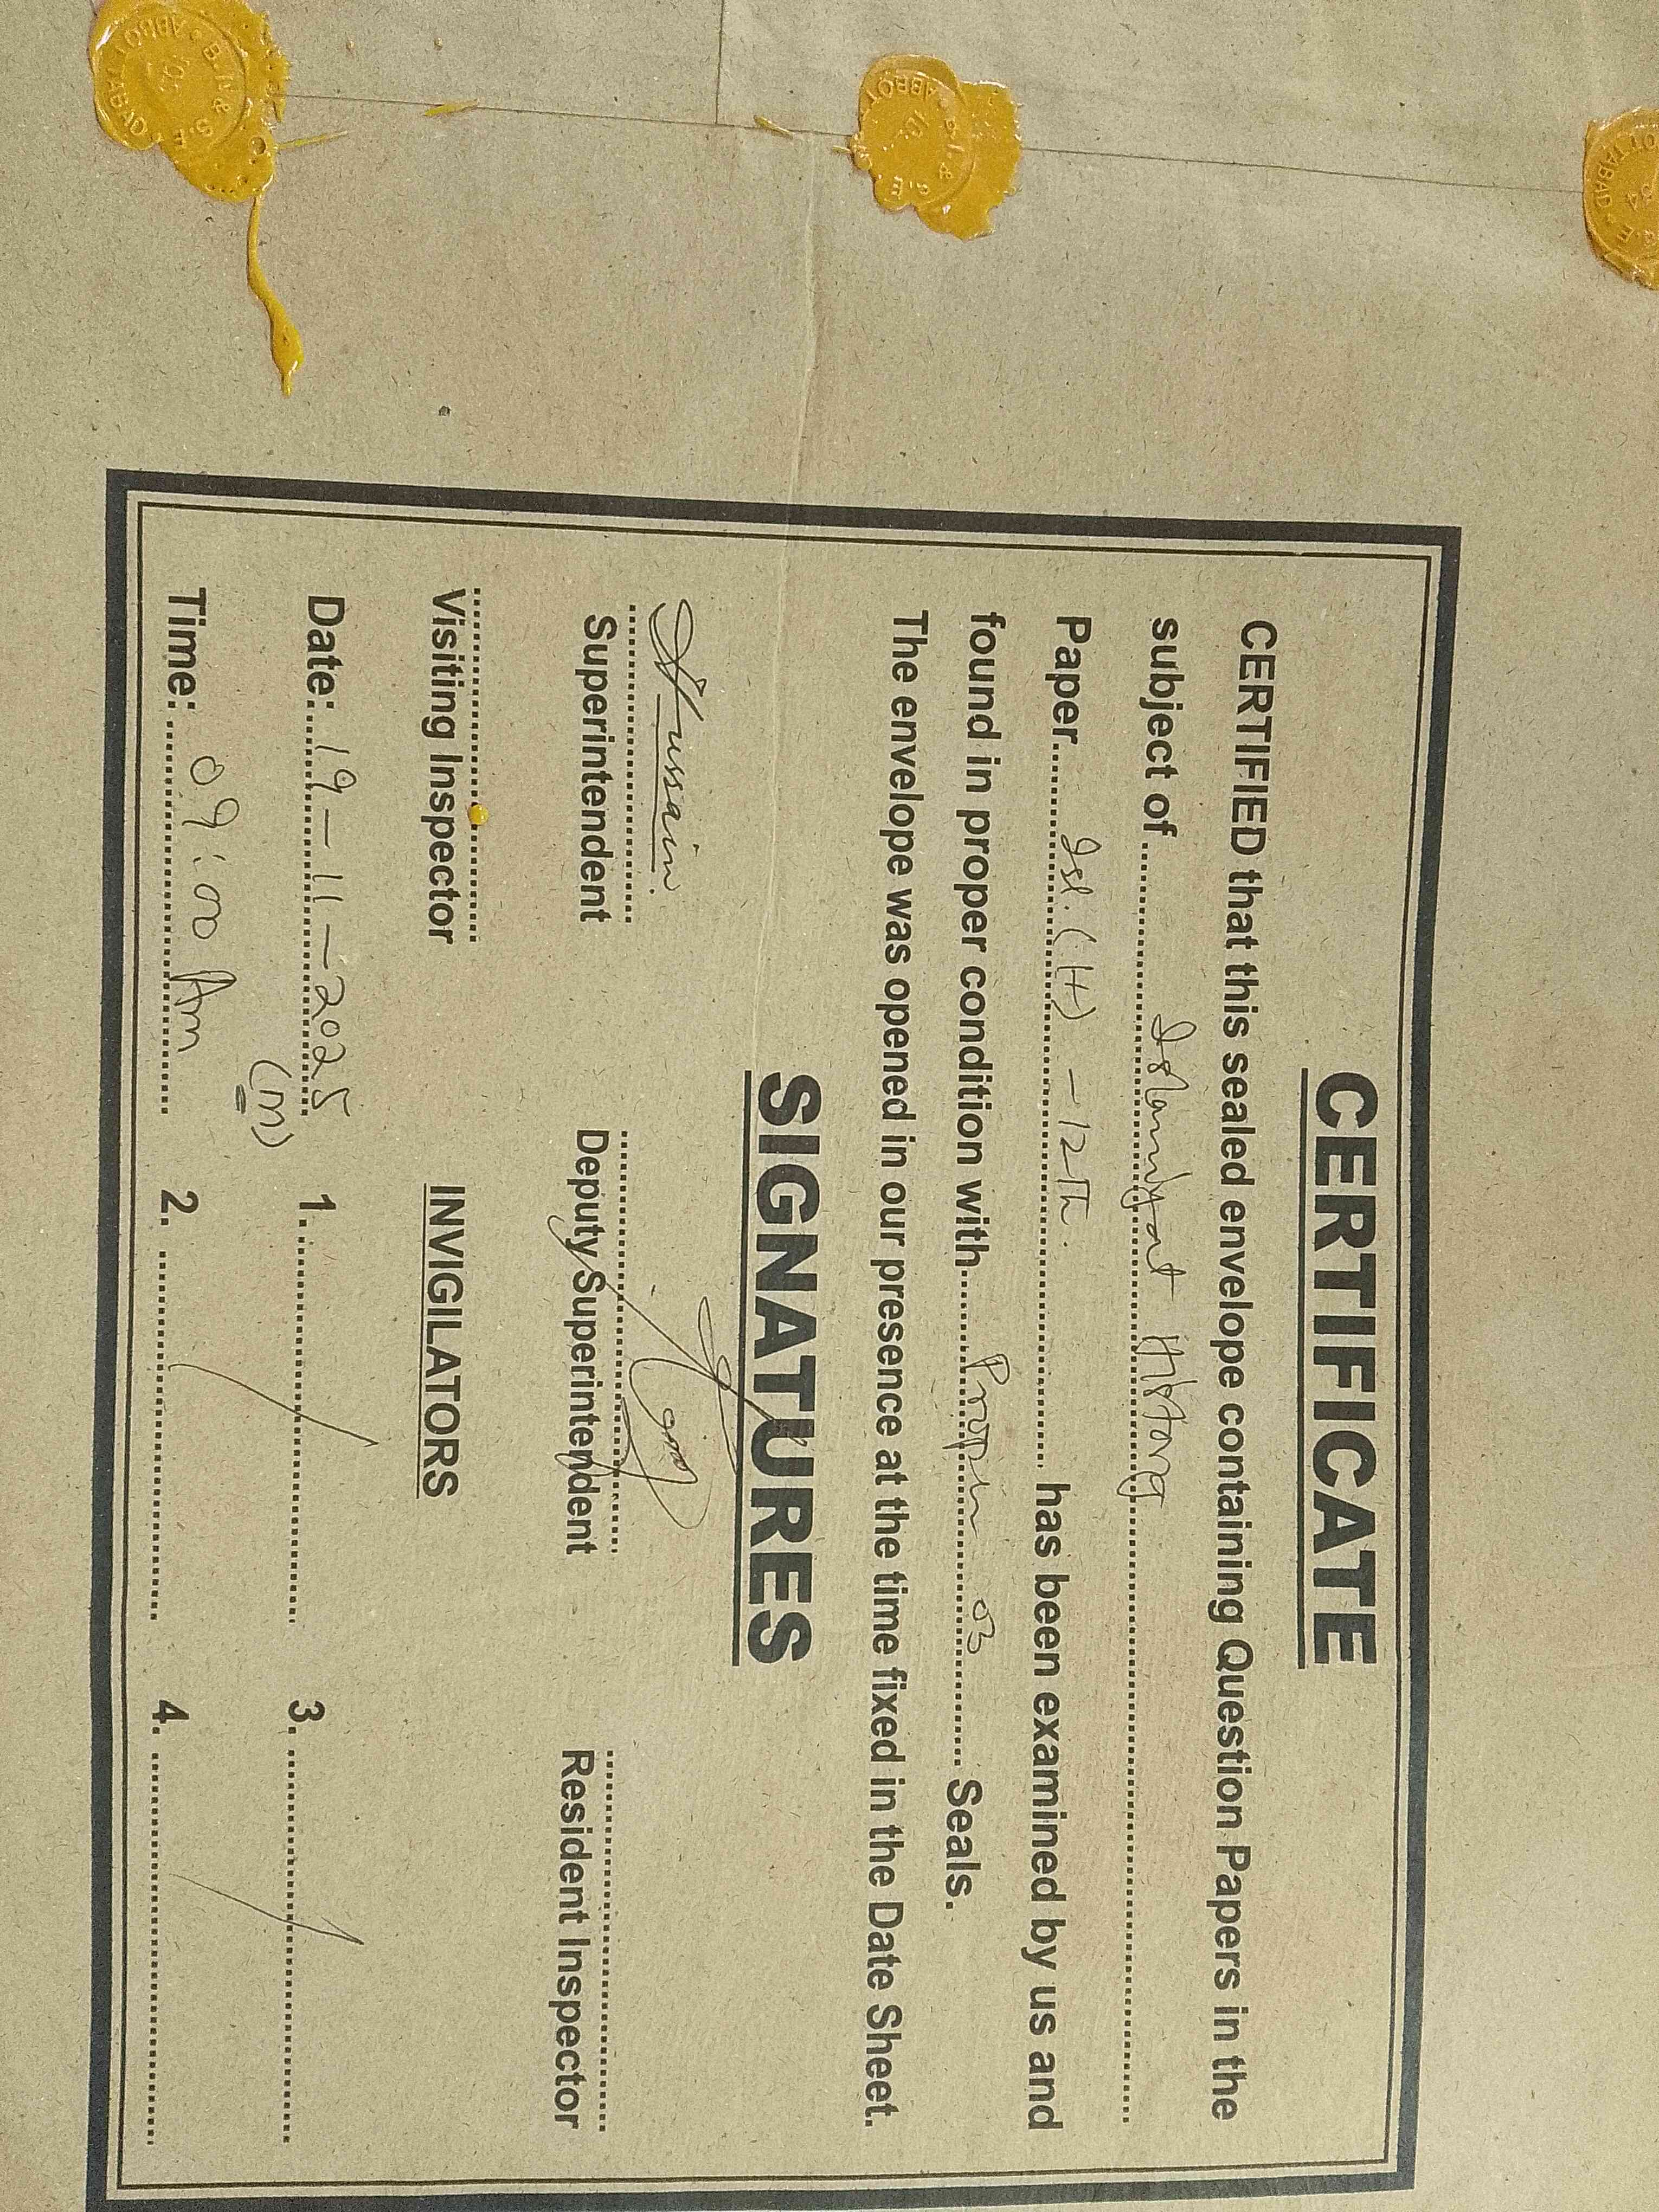 B.I. & S.E
ABBOTTABAD
B.I. & S.E
ABBOT
S.E
OTTABAD
CERTIFICATE
CERTIFIED that this sealed envelope containing Question Papers in the
subject of.......... Islamiyat History ..........
Paper.......... Isl. (H) - 12th. .......... has been examined by us and
found in proper condition with.......... Proper 03 .......... Seals.
The envelope was opened in our presence at the time fixed in the Date Sheet.
SIGNATURES
Hussain.
Superintendent Deputy Superintendent Resident Inspector
Visiting Inspector INVIGILATORS
Date: 19-11-2025 1. .......... 3. ..........
(M)
Time: 09:00 Am 2. .......... 4. ..........